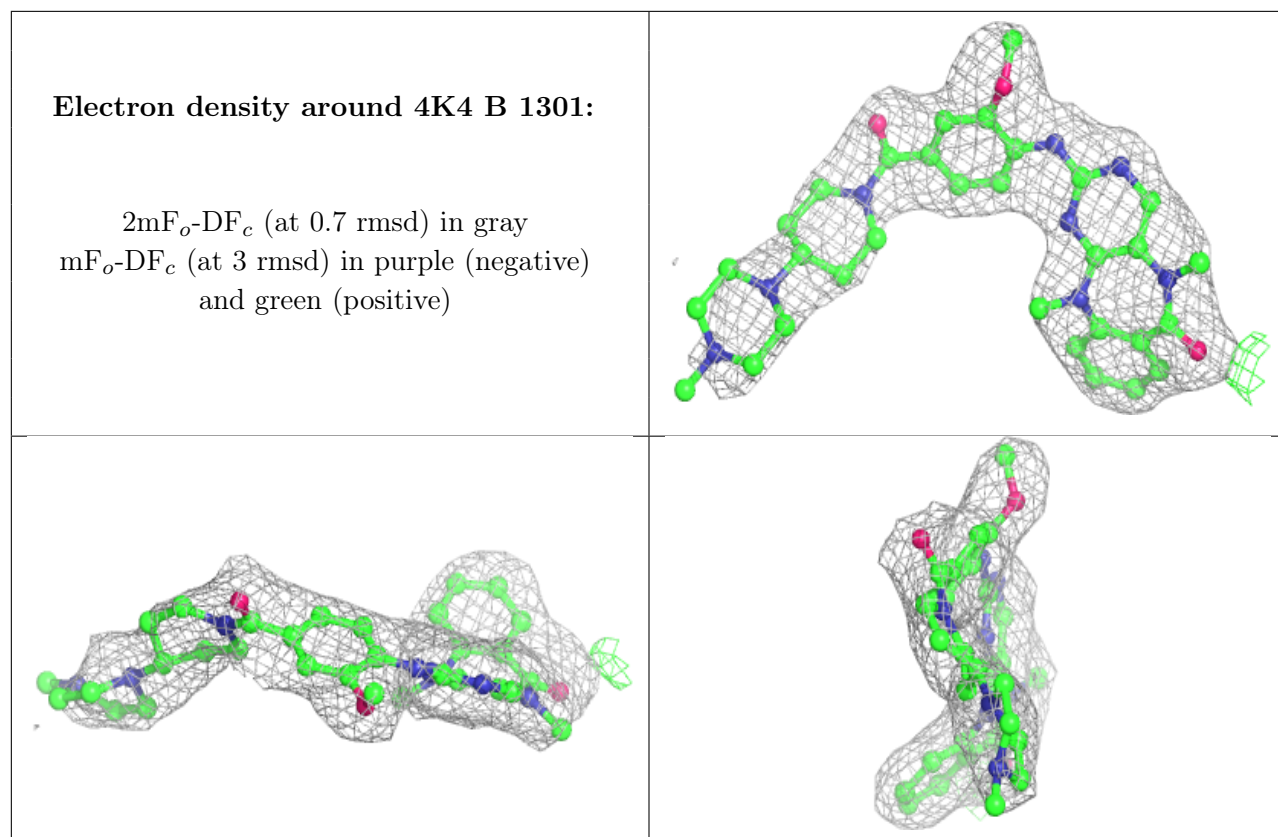 Electron density around 4K4 B 1301:
2mFo-DFc (at 0.7 rmsd) in gray
mFo-DFc (at 3 rmsd) in purple (negative)
and green (positive)